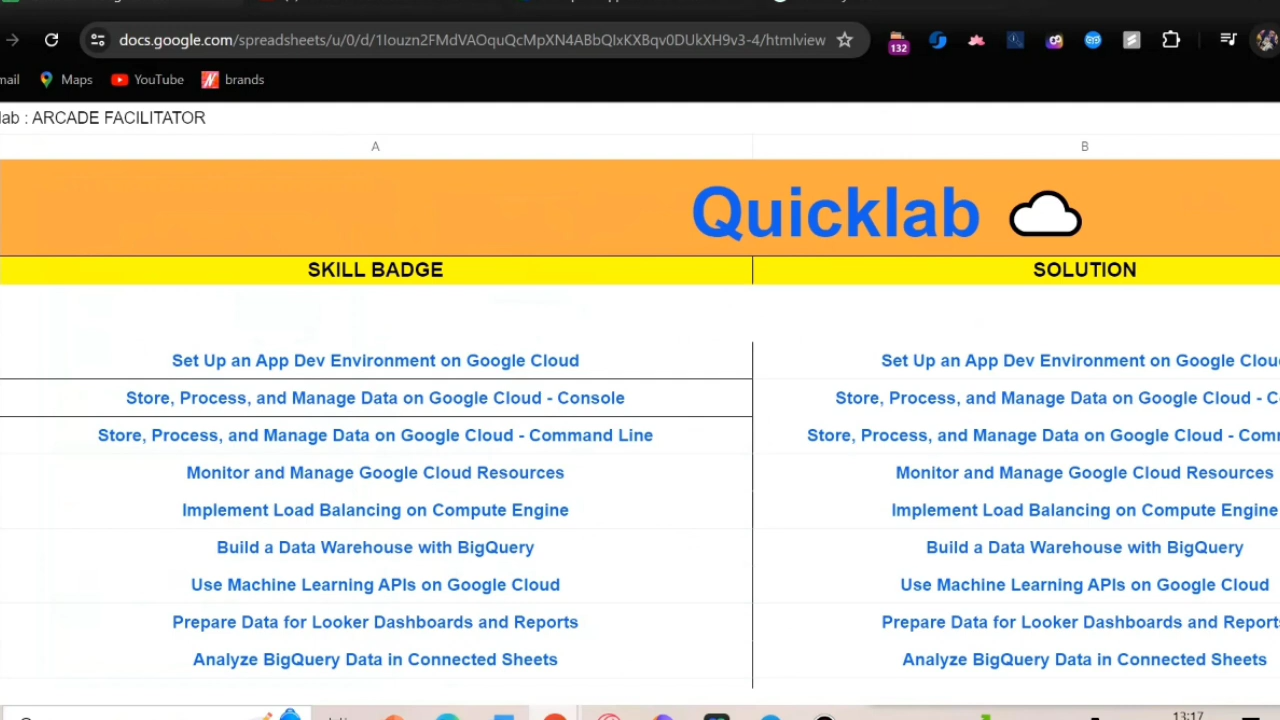 docs.google.com/spreadsheets/u/0/d/1Iouzn2FMdVAOquQcMpXN4ABbQIxKXBqv0DUkXH9v3-4/htmlview
132
mail Maps YouTube brands
lab : ARCADE FACILITATOR
A B
Quicklab
SKILL BADGE SOLUTION
Set Up an App Dev Environment on Google Cloud Set Up an App Dev Environment on Google Clou
Store, Process, and Manage Data on Google Cloud - Console Store, Process, and Manage Data on Google Cloud - C
Store, Process, and Manage Data on Google Cloud - Command Line Store, Process, and Manage Data on Google Cloud - Comm
Monitor and Manage Google Cloud Resources Monitor and Manage Google Cloud Resources
Implement Load Balancing on Compute Engine Implement Load Balancing on Compute Engine
Build a Data Warehouse with BigQuery Build a Data Warehouse with BigQuery
Use Machine Learning APIs on Google Cloud Use Machine Learning APIs on Google Cloud
Prepare Data for Looker Dashboards and Reports Prepare Data for Looker Dashboards and Report
Analyze BigQuery Data in Connected Sheets Analyze BigQuery Data in Connected Sheets
13:17